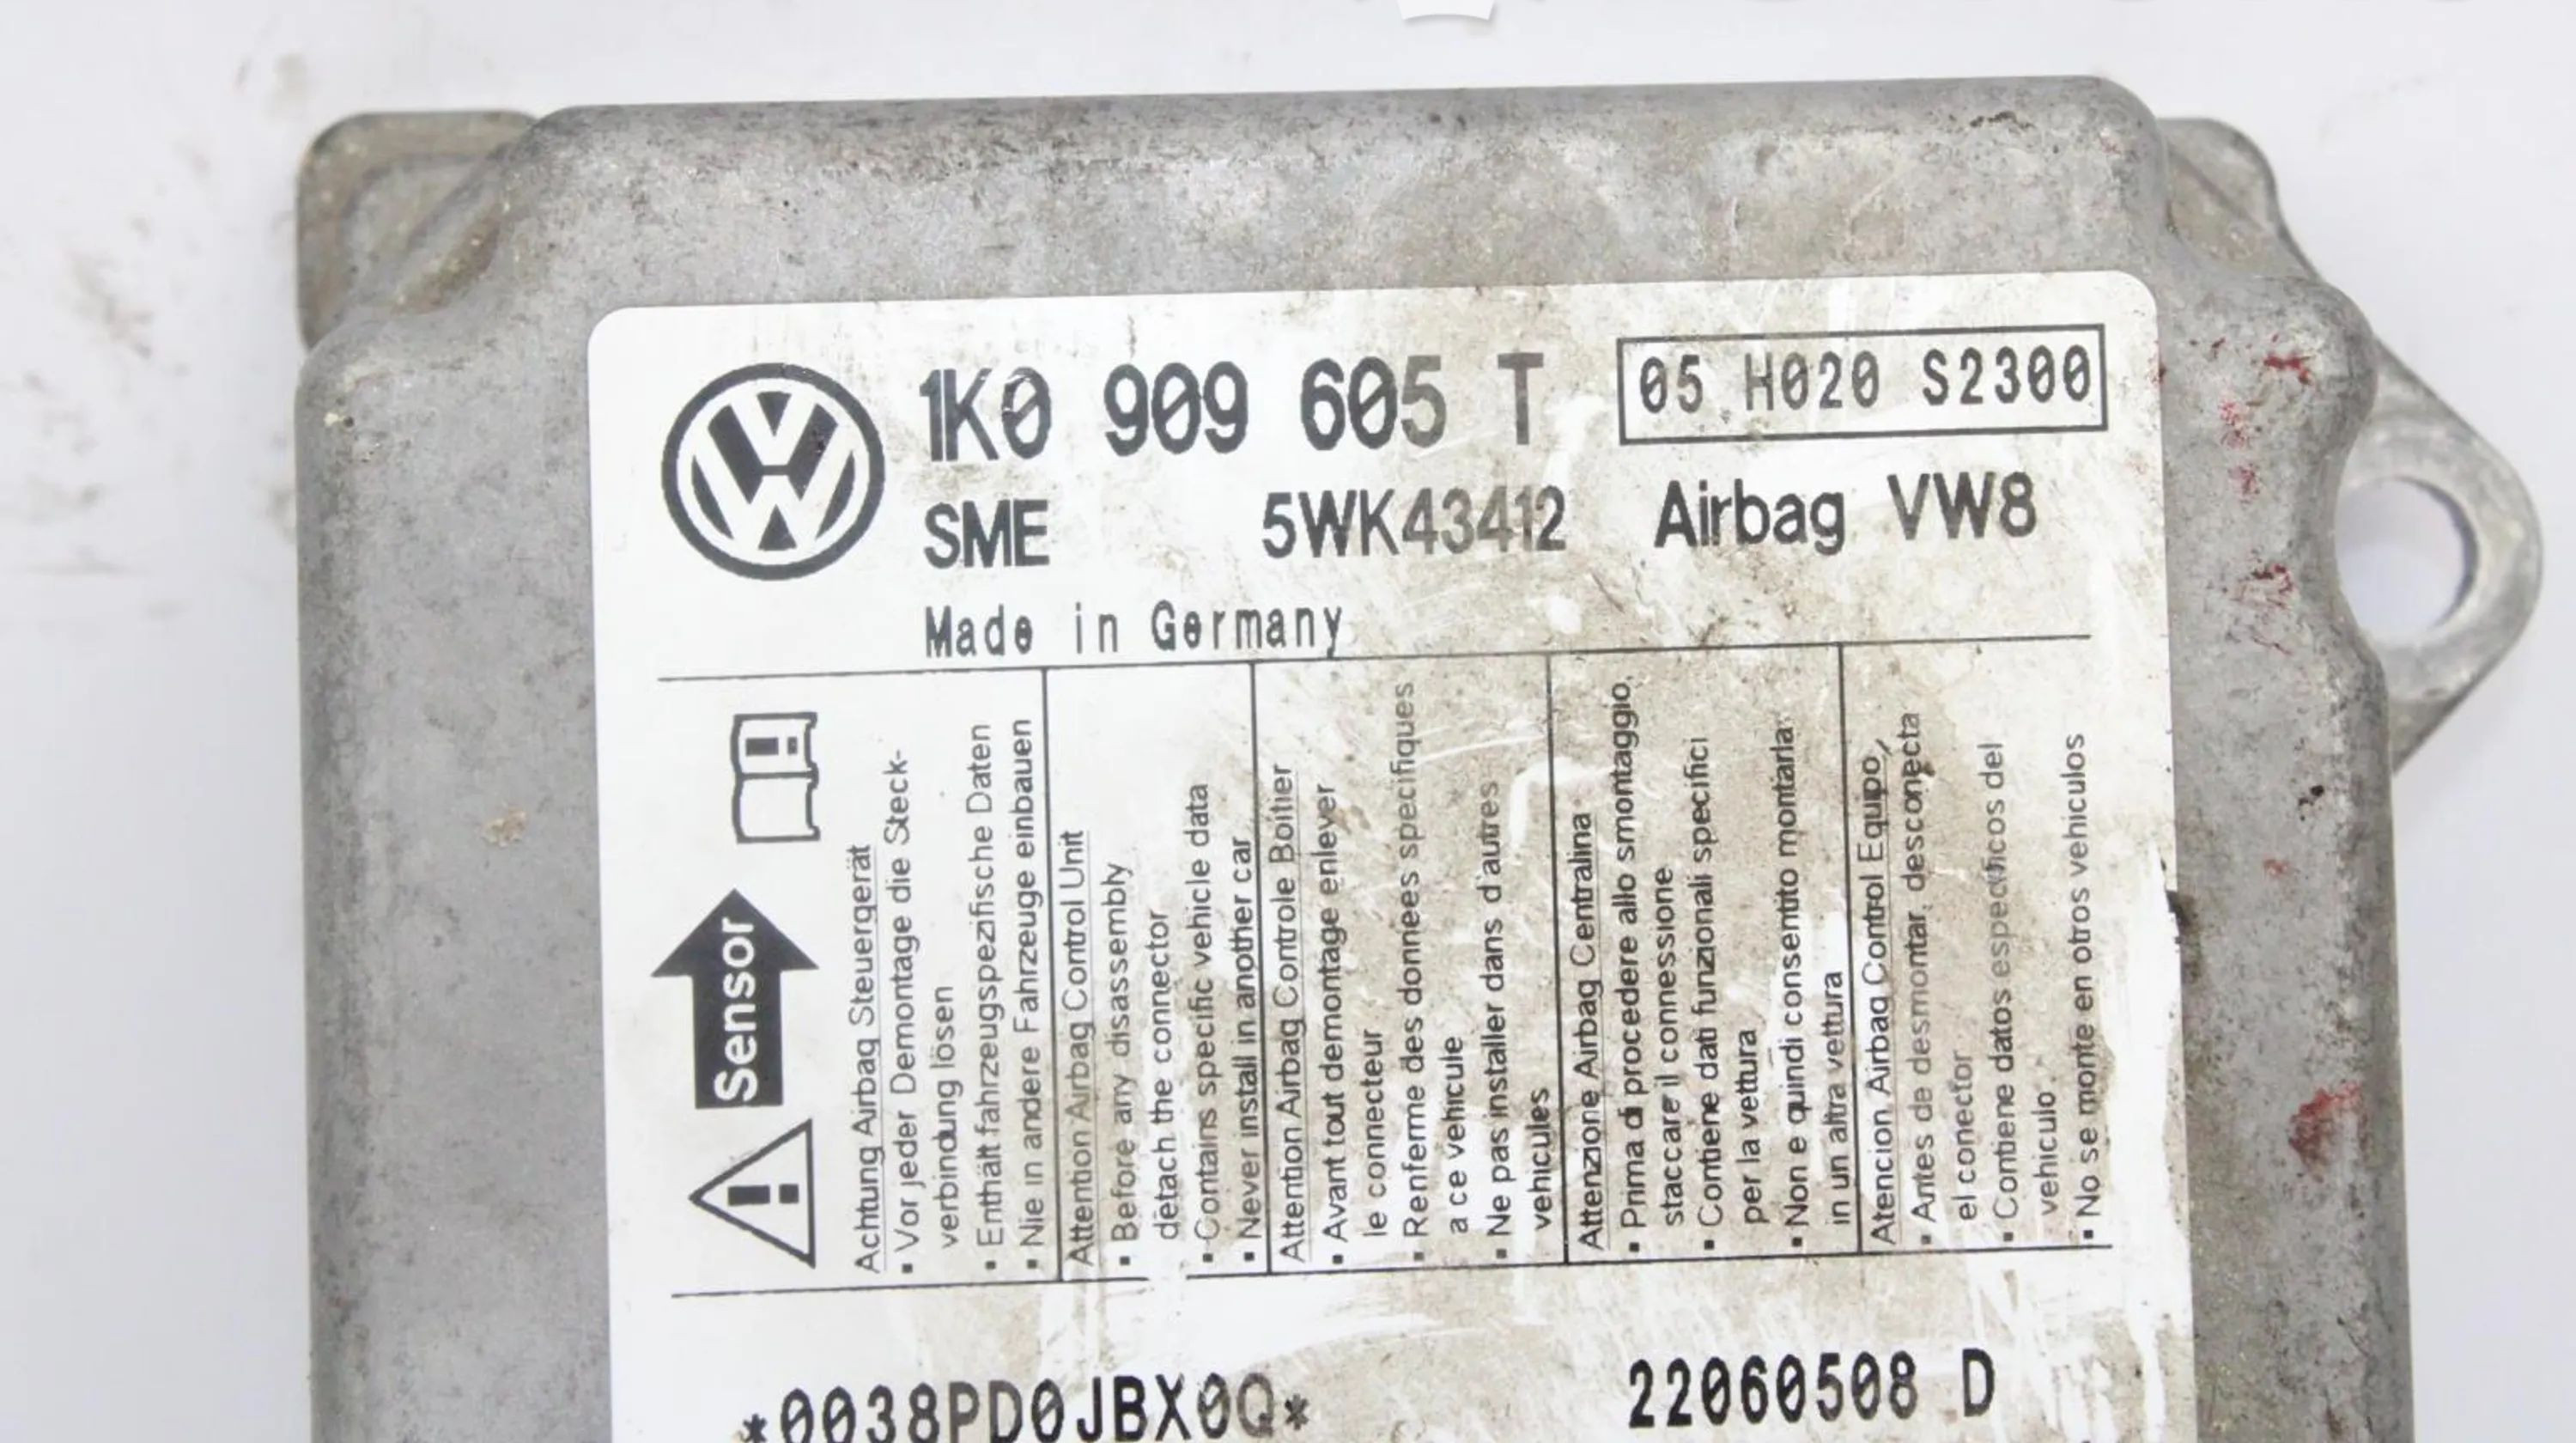 1K0 909 605 T
05 H020 S2300
SME 5WK43412 Airbag VW8
Made in Germany
Sensor
Achtung Airbag Steuergerät
▪ Vor jeder Demontage die Steck-
verbindung lösen
▪ Enthält fahrzeugspezifische Daten
▪ Nie in andere Fahrzeuge einbauen
Attention Airbag Control Unit
▪ Before any disassembly
detach the connector
▪ Contains specific vehicle data
▪ Never install in another car
Attention Airbag Controle Boîtier
▪ Avant tout demontage enlever
le connecteur
▪ Renferme des données specifiques
a ce vehicule
▪ Ne pas installer dans d'autres
vehicules
Attenzione Airbag Centralina
▪ Prima di procedere allo smontaggio,
staccare il connessione
▪ Contiene dati funzionali specifici
per la vettura
▪ Non e quindi consentito montarla
in un altra vettura
Atencion Airbag Control Equipo
▪ Antes de desmontar, desconecta
el conector
▪ Contiene datos especificos del
vehiculo
▪ No se monte en otros vehiculos
*0038PD0JBX0Q*
22060508 D